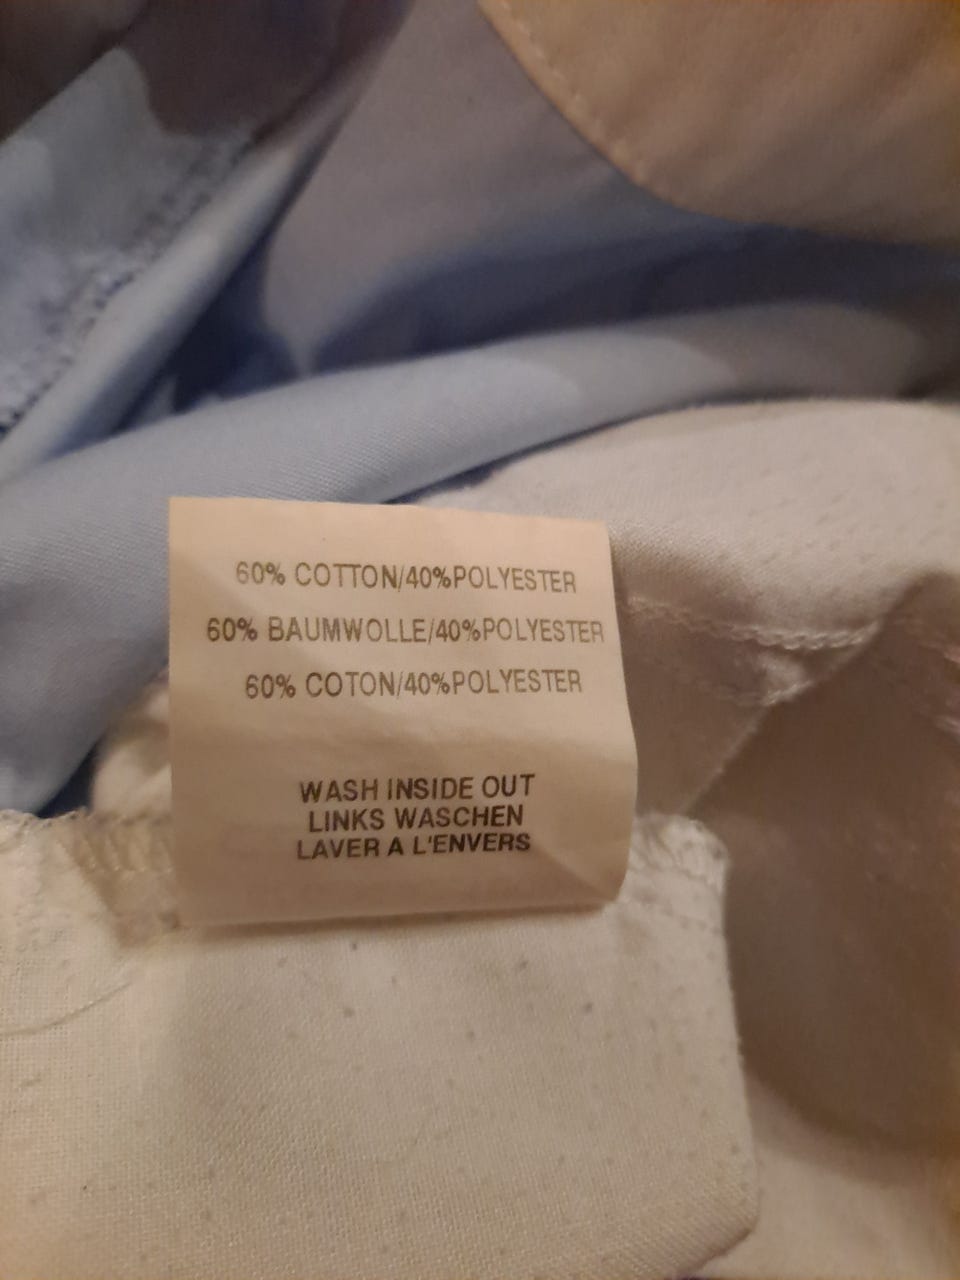 60% COTTON/40%POLYESTER
60% BAUMWOLLE/40%POLYESTER
60% COTON/40%POLYESTER
WASH INSIDE OUT
LINKS WASCHEN
LAVER A L'ENVERS